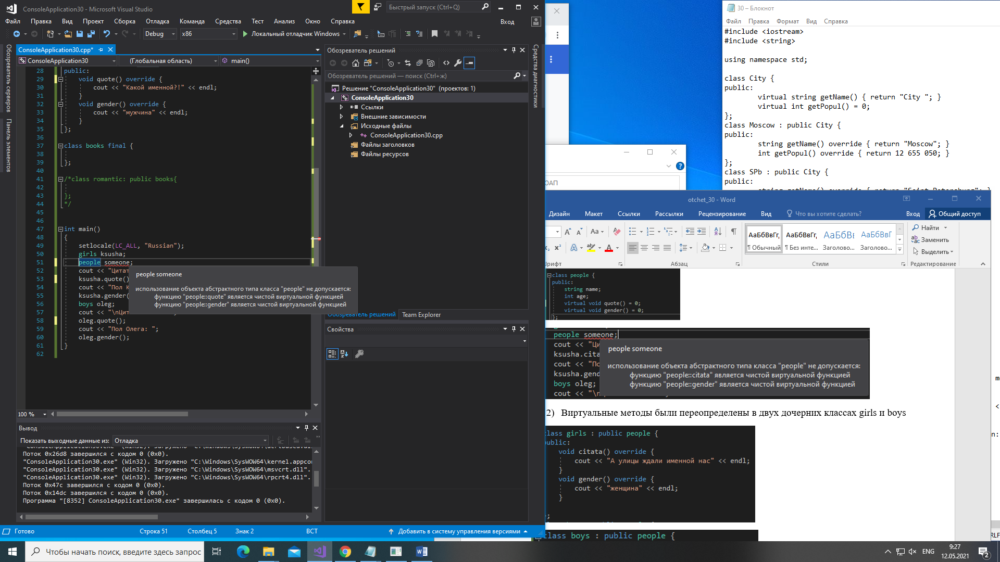 ConsoleApplication30 - Microsoft Visual Studio
Быстрый запуск (Ctrl+Q)
Файл Правка Вид Проект Сборка Отладка Команда Средства Тест Анализ Окно Справка Вход
Debug x86 Локальный отладчик Windows
Обозреватель серверов
Панель элементов
ConsoleApplication30.cpp*
ConsoleApplication30 (Глобальная область) main()
28 public:
29 void quote() override {
30 cout << "Какой именной?!" << endl;
31 }
32 void gender() override {
33 cout << "мужчина" << endl;
34 }
35 };
36
37 class books final {
38
39 };
40
41 /*class romantic: public books{
42
43 };
44 */
45
46
47 int main()
48 {
49 setlocale(LC_ALL, "Russian");
50 girls ksusha;
51 people someone;
52 cout << "Цитат
53 ksusha.quote()
54 cout << "Пол К
55 ksusha.gender(
56 boys oleg;
57 cout << "\nЦит
58 oleg.quote();
59 cout << "Пол Олега: ";
60 oleg.gender();
61 }
62
people someone
использование объекта абстрактного типа класса "people" не допускается:
функцию "people::quote" является чистой виртуальной функцией
функцию "people::gender" является чистой виртуальной функцией
100 %
Вывод
Показать выходные данные из: Отладка
Поток 0x26d8 завершился с кодом 0 (0x0).
"ConsoleApplication30.exe" (Win32). Загружено "C:\Windows\SysWOW64\kernel.appcor
"ConsoleApplication30.exe" (Win32). Загружено "C:\Windows\SysWOW64\msvcrt.dll".
"ConsoleApplication30.exe" (Win32). Загружено "C:\Windows\SysWOW64\rpcrt4.dll".
Поток 0x47c завершился с кодом 0 (0x0).
Поток 0x14dc завершился с кодом 0 (0x0).
Программа "[8352] ConsoleApplication30.exe" завершилась с кодом 0 (0x0).
Готово Строка 51 Столбец 5 Знак 2 ВСТ Добавить в систему управления версиями
Обозреватель решений
Обозреватель решений — поиск (Ctrl+ж)
Решение "ConsoleApplication30" (проектов: 1)
ConsoleApplication30
Ссылки
Внешние зависимости
Исходные файлы
ConsoleApplication30.cpp
Файлы заголовков
Файлы ресурсов
Обозреватель решений Team Explorer
Свойства
Средства диагностики
ОАП
30 – Блокнот
Файл Правка Формат Вид Справка
#include <iostream>
#include <string>
using namespace std;
class City {
public:
virtual string getName() { return "City "; }
virtual int getPopul() = 0;
};
class Moscow : public City {
public:
string getName() override { return "Moscow"; }
int getPopul() override { return 12 655 050; }
};
class SPb : public City {
public:
otchet_30 - Word
Дизайн Макет Ссылки Рассылки Рецензирование Вид Что вы хотите сделать? Вход Общий доступ
АаБбВвГг, АаБбВвГг, АаБбВв АаБбВвГ
¶ Обычный ¶ Без инте... Заголово... Заголово...
Найти
Заменить
Выделить
рифт Абзац Стили Редактирование
class people {
public:
string name;
int age;
virtual void quote() = 0;
virtual void gender() = 0;
};
people someone;
cout << "Ци
ksusha.cita
cout << "По
ksusha.gend
boys oleg;
cout << "\n
people someone
использование объекта абстрактного типа класса "people" не допускается:
функцию "people::citata" является чистой виртуальной функцией
функцию "people::gender" является чистой виртуальной функцией
2) Виртуальные методы были переопределены в двух дочерних классах girls и boys
class girls : public people {
public:
void citata() override {
cout << "А улицы ждали именной нас" << endl;
}
void gender() override {
cout << "женщина" << endl;
}
};
class boys : public people {
m
<
n:
RLF
Чтобы начать поиск, введите здесь запрос
ENG
9:27
12.05.2021
2